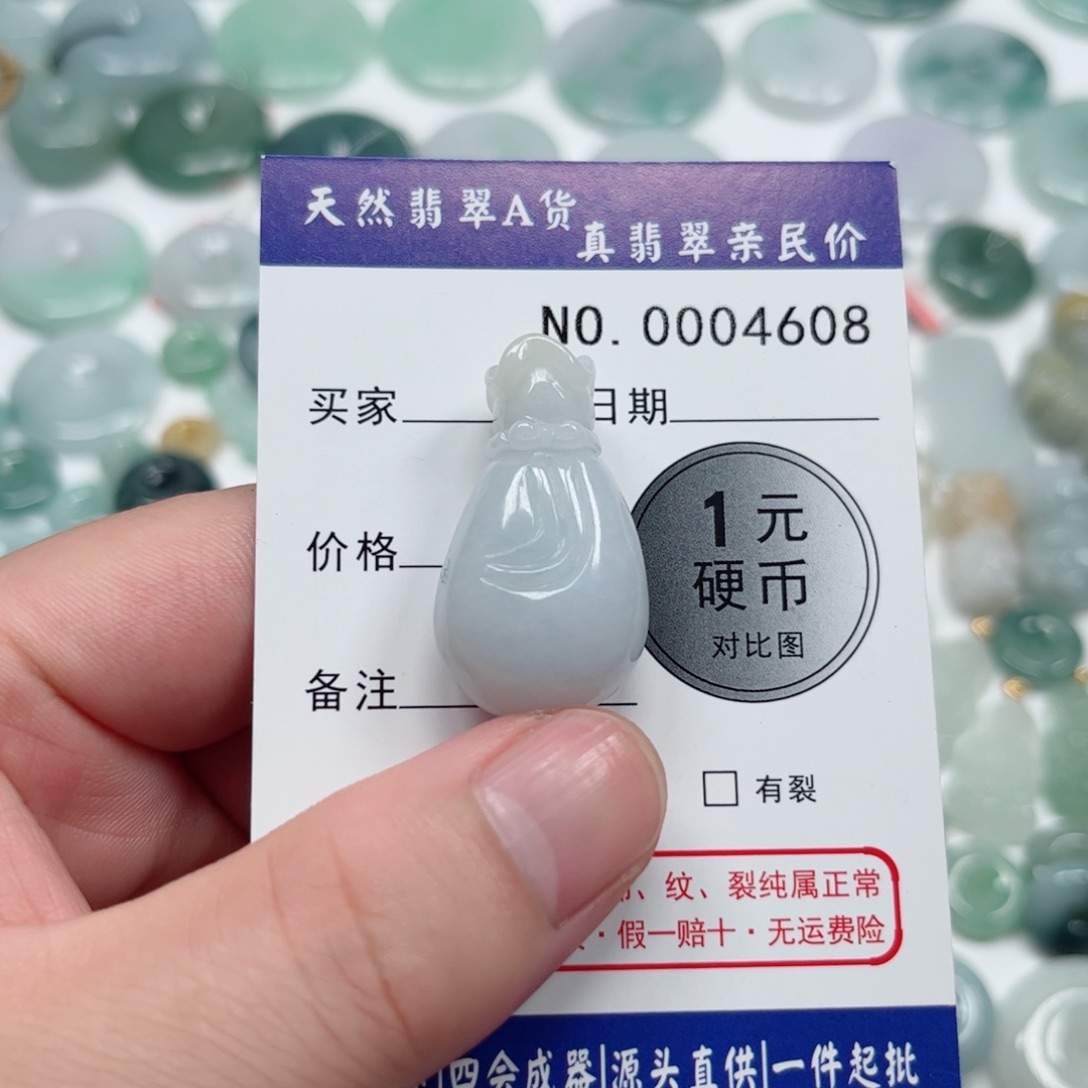 天然翡翠A货
真翡翠亲民价
NO. 0004608
买家 日期
1元
硬币
对比图
价格
备注
有裂
、纹、裂纯属正常
·假一赔十·无运费险
四会成器|源头直供|一件起批